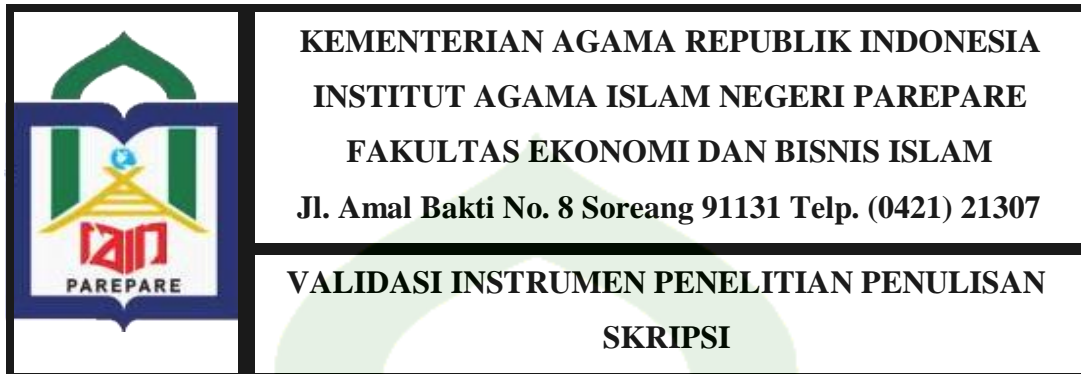 KEMENTERIAN AGAMA REPUBLIK INDONESIA
INSTITUT AGAMA ISLAM NEGERI PAREPARE
FAKULTAS EKONOMI DAN BISNIS ISLAM
Jl. Amal Bakti No. 8 Soreang 91131 Telp. (0421) 21307
iain
PAREPARE
VALIDASI INSTRUMEN PENELITIAN PENULISAN
SKRIPSI